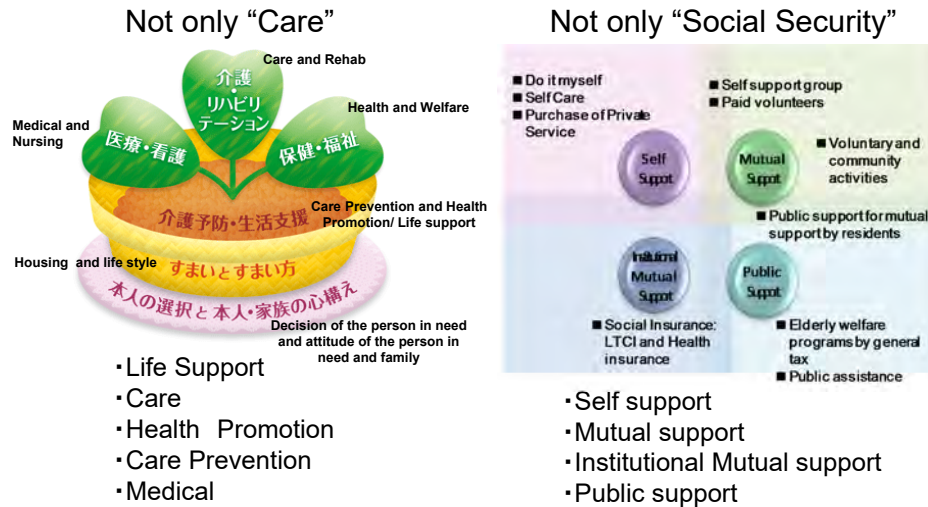 Not only “Care”
Care and Rehab
介護
・
リハビリ
テーション
Health and Welfare
Medical and
Nursing
医療・看護
保健・福祉
介護予防・生活支援
Care Prevention and Health
Promotion/ Life support
Housing and life style
すまいとすまい方
本人の選択と本人・家族の心構え
Decision of the person in need
and attitude of the person in
need and family
・Life Support
・Care
・Health Promotion
・Care Prevention
・Medical
Not only “Social Security”
■ Do it myself
■ Self Care
■ Purchase of Private
Service
■ Self support group
■ Paid volunteers
Self
Support
Mutual
Support
■ Voluntary and
community
activities
■ Public support for mutual
support by residents
Institutional
Mutual
Support
Public
Support
■ Social Insurance:
LTCI and Health
insurance
■ Elderly welfare
programs by general
tax
■ Public assistance
・Self support
・Mutual support
・Institutional Mutual support
・Public support